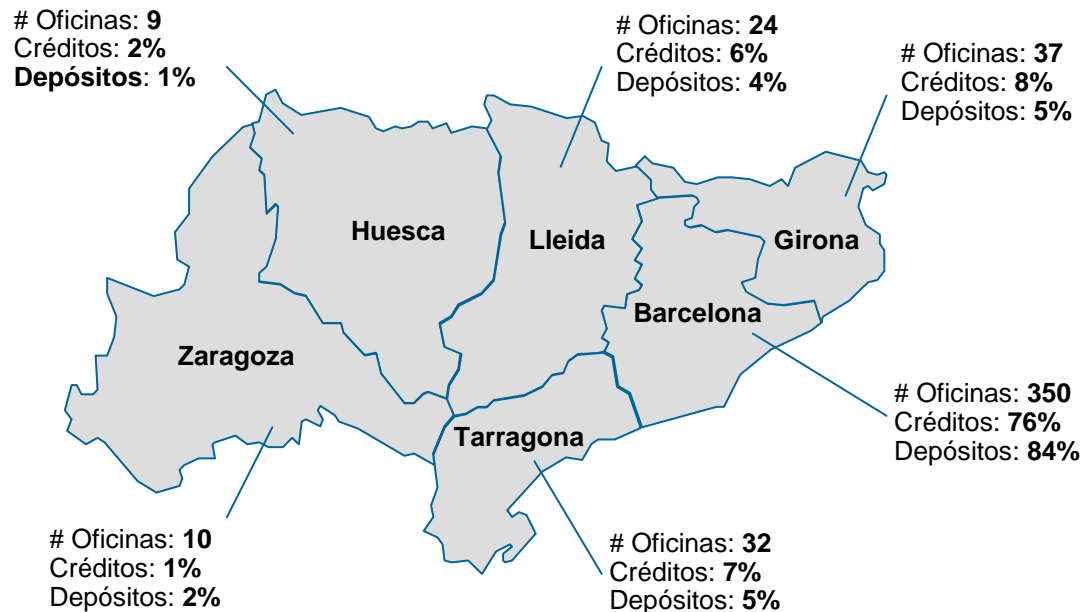 # Oficinas: 9
Créditos: 2%
Depósitos: 1%
# Oficinas: 24
Créditos: 6%
Depósitos: 4%
# Oficinas: 37
Créditos: 8%
Depósitos: 5%
Huesca
Lleida
Girona
Barcelona
Zaragoza
Tarragona
# Oficinas: 350
Créditos: 76%
Depósitos: 84%
# Oficinas: 10
Créditos: 1%
Depósitos: 2%
# Oficinas: 32
Créditos: 7%
Depósitos: 5%